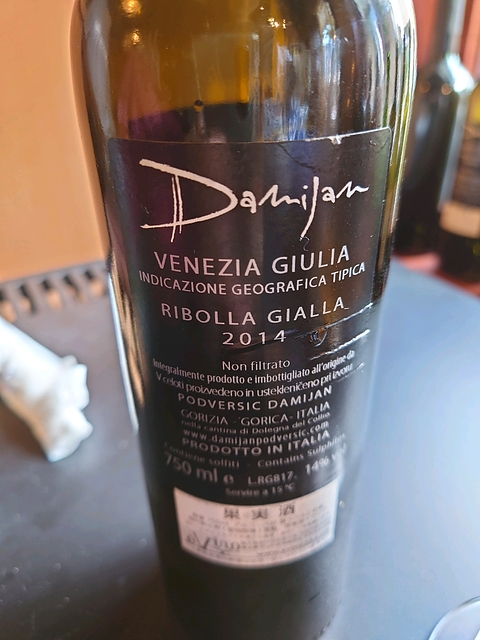 Damijan
VENEZIA GIULIA
INDICAZIONE GEOGRAFICA TIPICA
RIBOLLA GIALLA
2014
Non filtrato
Integralmente prodotto e imbottigliato all'origine da
V celoti proizvedeno in ustekleničeno pri izvoru
PODVERSIC DAMIJAN
GORIZIA - GORICA - ITALIA
nella cantina di Dolegna del Collio
www.damijanpodversic.com
PRODOTTO IN ITALIA
Contiene solfiti - Contains Sulphites
750 ml e L.RG817. 14%
Servire a 15 °C
果実酒